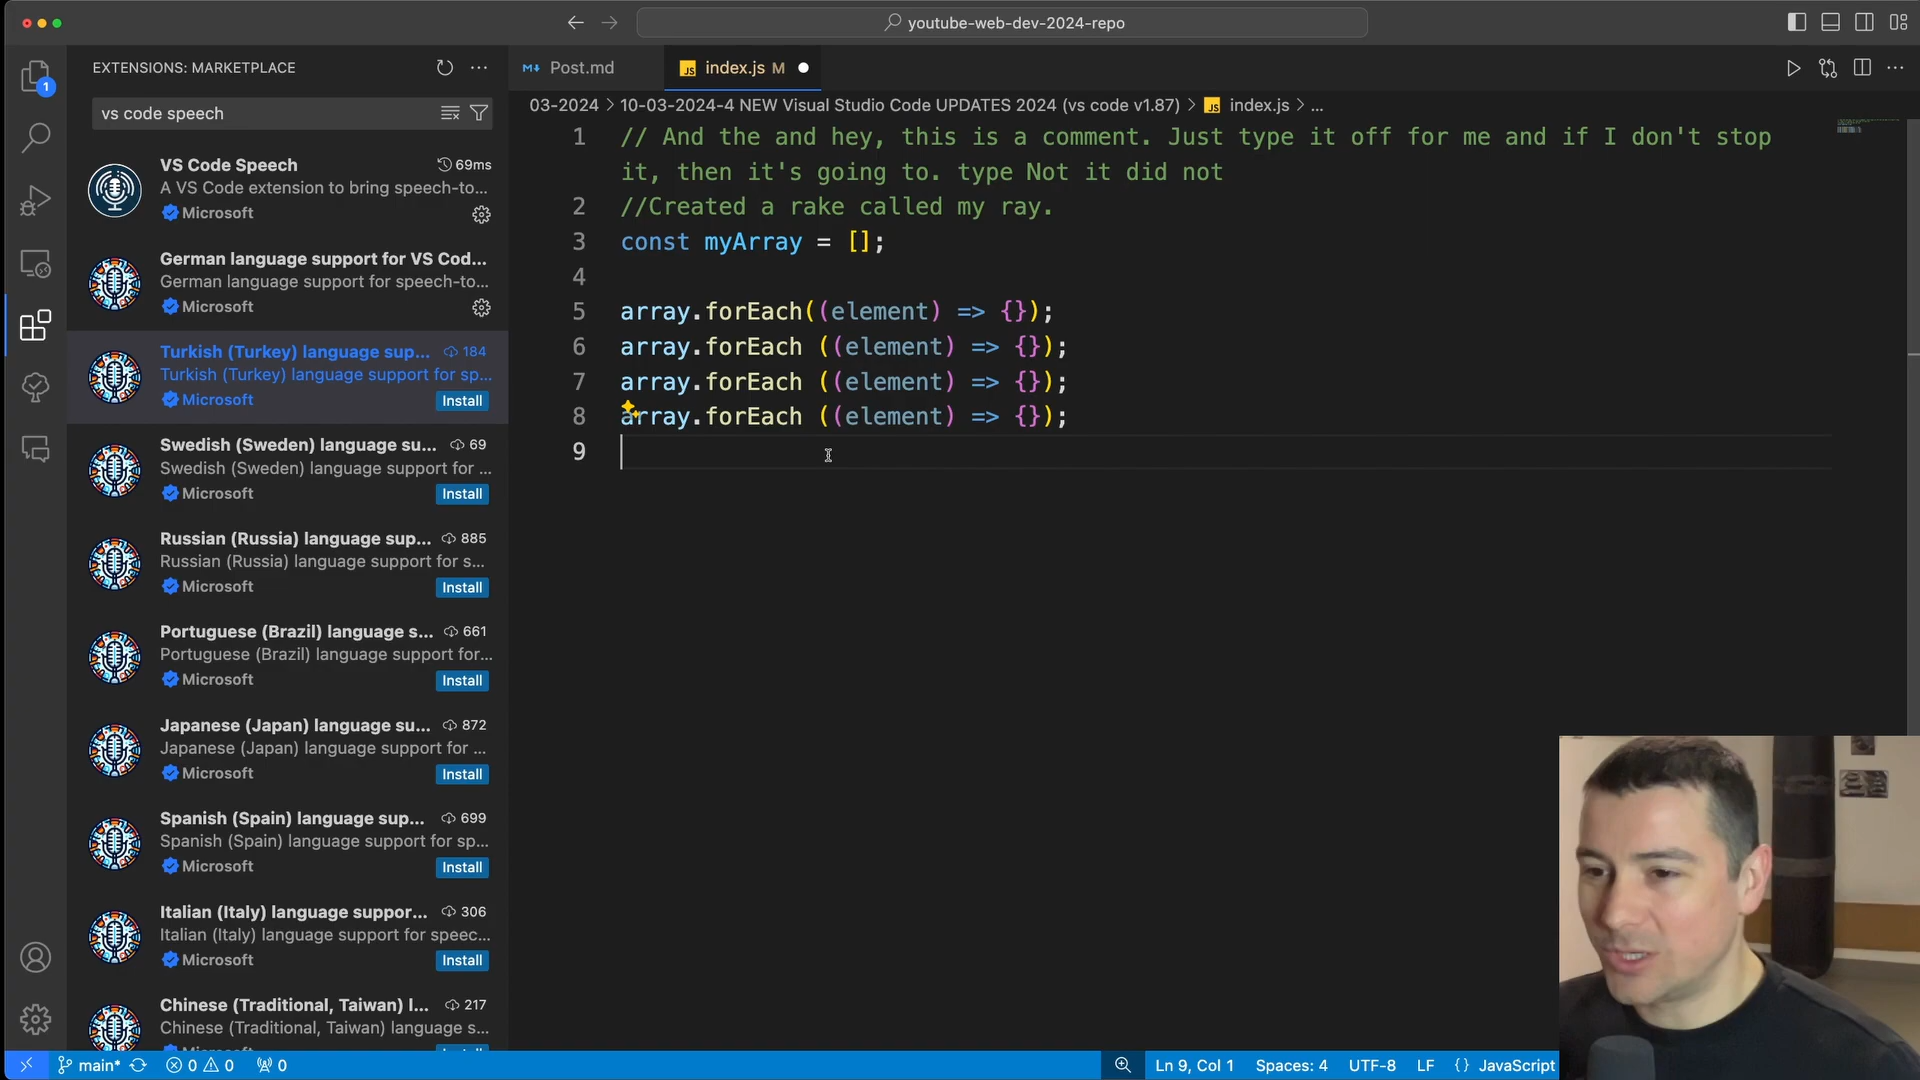 youtube-web-dev-2024-repo
EXTENSIONS: MARKETPLACE
vs code speech
VS Code Speech 69ms
A VS Code extension to bring speech-to...
Microsoft
German language support for VS Cod...
German language support for speech-to...
Microsoft
Turkish (Turkey) language sup... 184
Turkish (Turkey) language support for sp...
Microsoft Install
Swedish (Sweden) language su... 69
Swedish (Sweden) language support for ...
Microsoft Install
Russian (Russia) language sup... 885
Russian (Russia) language support for s...
Microsoft Install
Portuguese (Brazil) language s... 661
Portuguese (Brazil) language support for...
Microsoft Install
Japanese (Japan) language su... 872
Japanese (Japan) language support for ...
Microsoft Install
Spanish (Spain) language sup... 699
Spanish (Spain) language support for sp...
Microsoft Install
Italian (Italy) language suppor... 306
Italian (Italy) language support for speec...
Microsoft Install
Chinese (Traditional, Taiwan) l... 217
Chinese (Traditional, Taiwan) language s...
1
Post.md
JS index.js M
03-2024 > 10-03-2024-4 NEW Visual Studio Code UPDATES 2024 (vs code v1.87) > JS index.js > ...
1 // And the and hey, this is a comment. Just type it off for me and if I don't stop
it, then it's going to. type Not it did not
2 //Created a rake called my ray.
3 const myArray = [];
4
5 array.forEach((element) => {});
6 array.forEach ((element) => {});
7 array.forEach ((element) => {});
8 array.forEach ((element) => {});
9
main* 0 0 0
Ln 9, Col 1 Spaces: 4 UTF-8 LF {} JavaScript